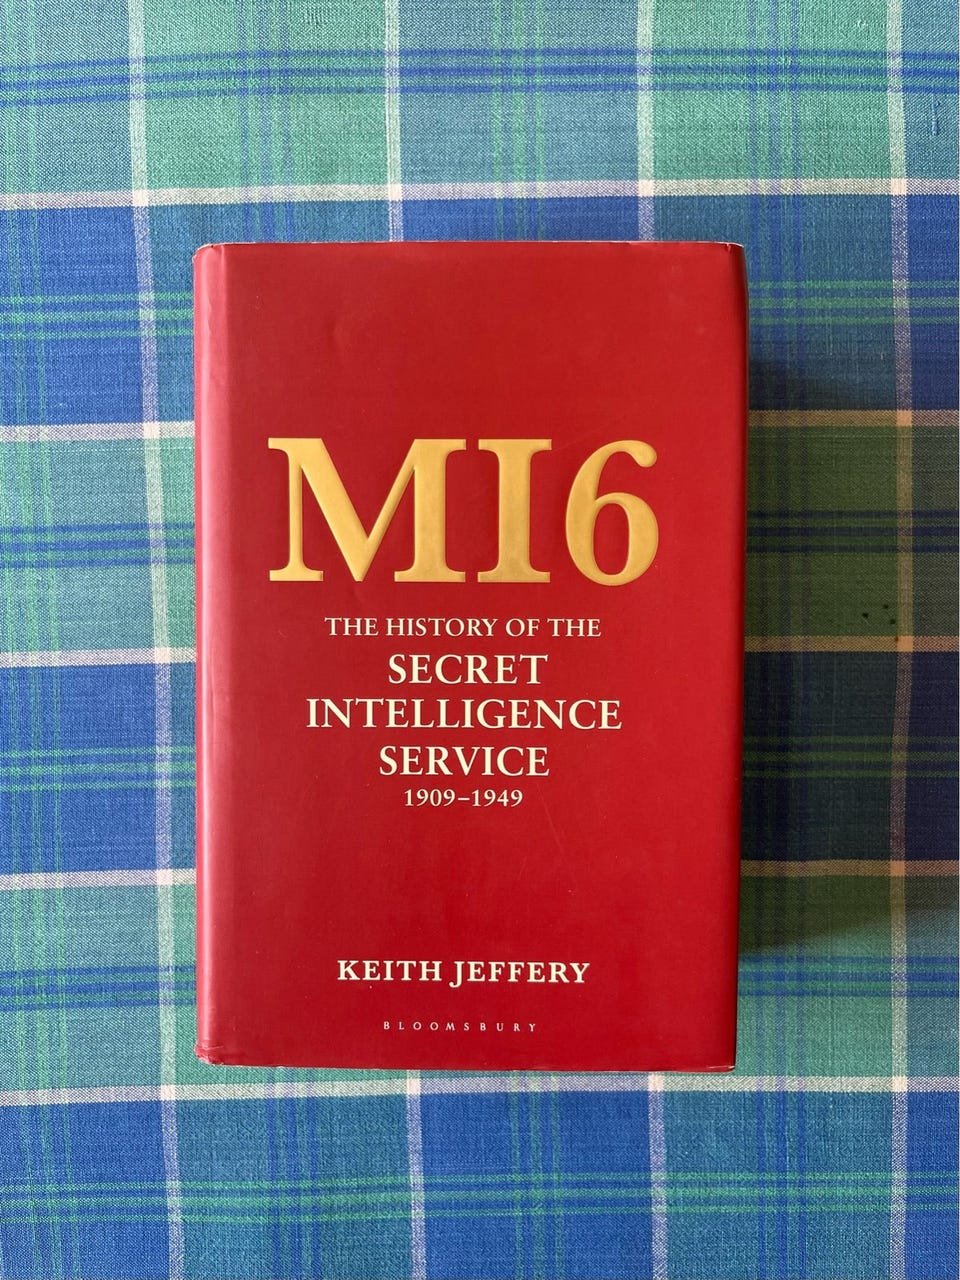 MI6
THE HISTORY OF THE
SECRET
INTELLIGENCE
SERVICE
1909–1949
KEITH JEFFERY
BLOOMSBURY